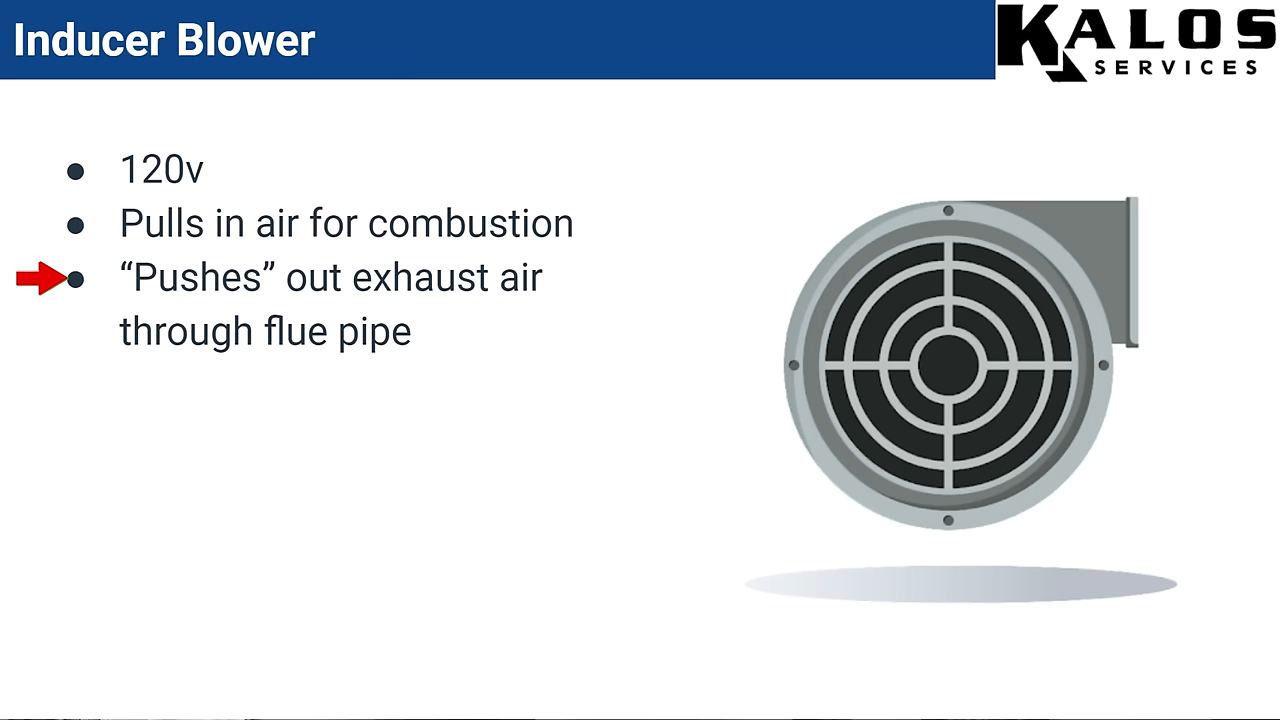 Inducer Blower
KALOS
SERVICES
● 120v
● Pulls in air for combustion
● “Pushes” out exhaust air
through flue pipe